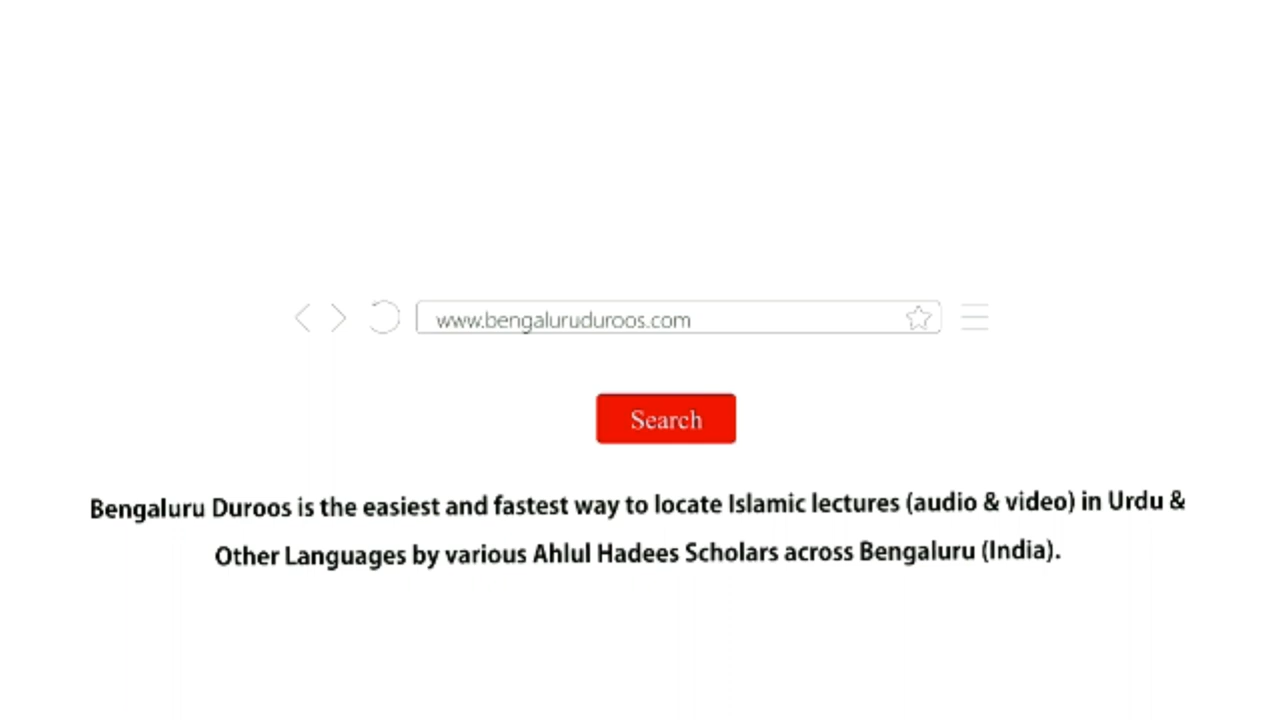 www.bengaluruduroos.com
Search
Bengaluru Duroos is the easiest and fastest way to locate Islamic lectures (audio & video) in Urdu &
Other Languages by various Ahlul Hadees Scholars across Bengaluru (India).